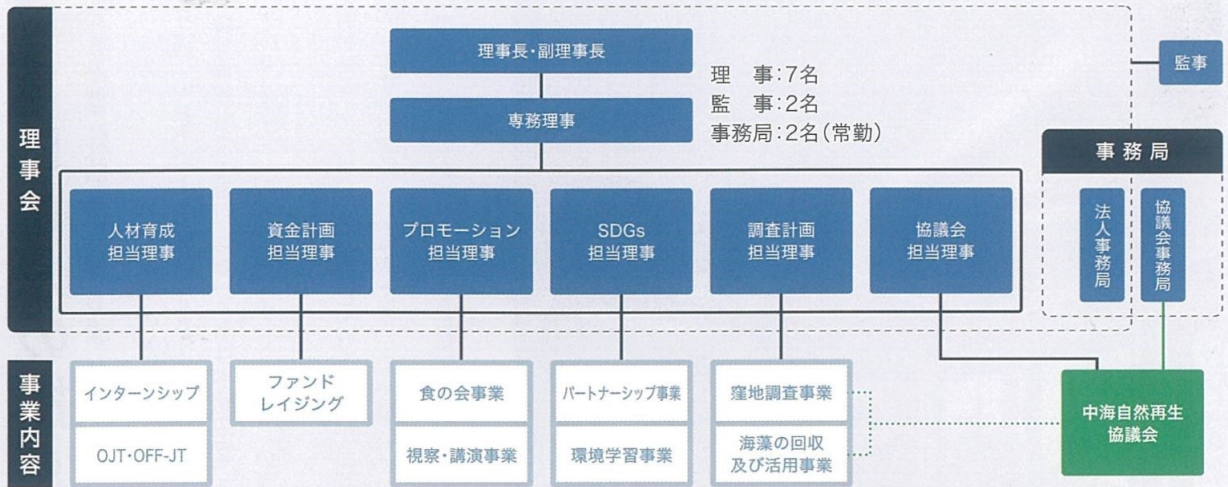 理事会
理事長・副理事長
専務理事
理　事：7名
監　事：2名
事務局：2名（常勤）
監事
事務局
法人事務局
協議会事務局
人材育成
担当理事
資金計画
担当理事
プロモーション
担当理事
SDGs
担当理事
調査計画
担当理事
協議会
担当理事
事業内容
インターンシップ
OJT・OFF-JT
ファンド
レイジング
食の会事業
視察・講演事業
パートナーシップ事業
環境学習事業
窪地調査事業
海藻の回収
及び活用事業
中海自然再生
協議会